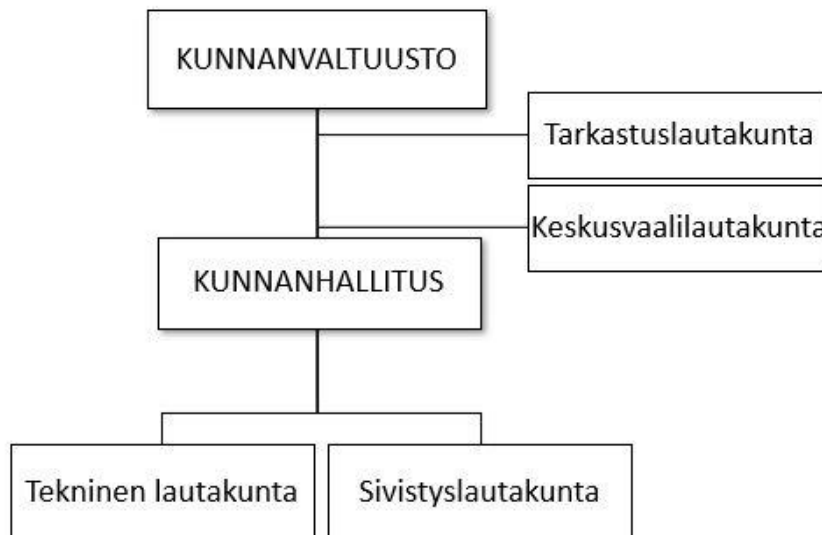 KUNNANVALTUUSTO
Tarkastuslautakunta
Keskusvaalilautakunta
KUNNANHALLITUS
Tekninen lautakunta
Sivistyslautakunta